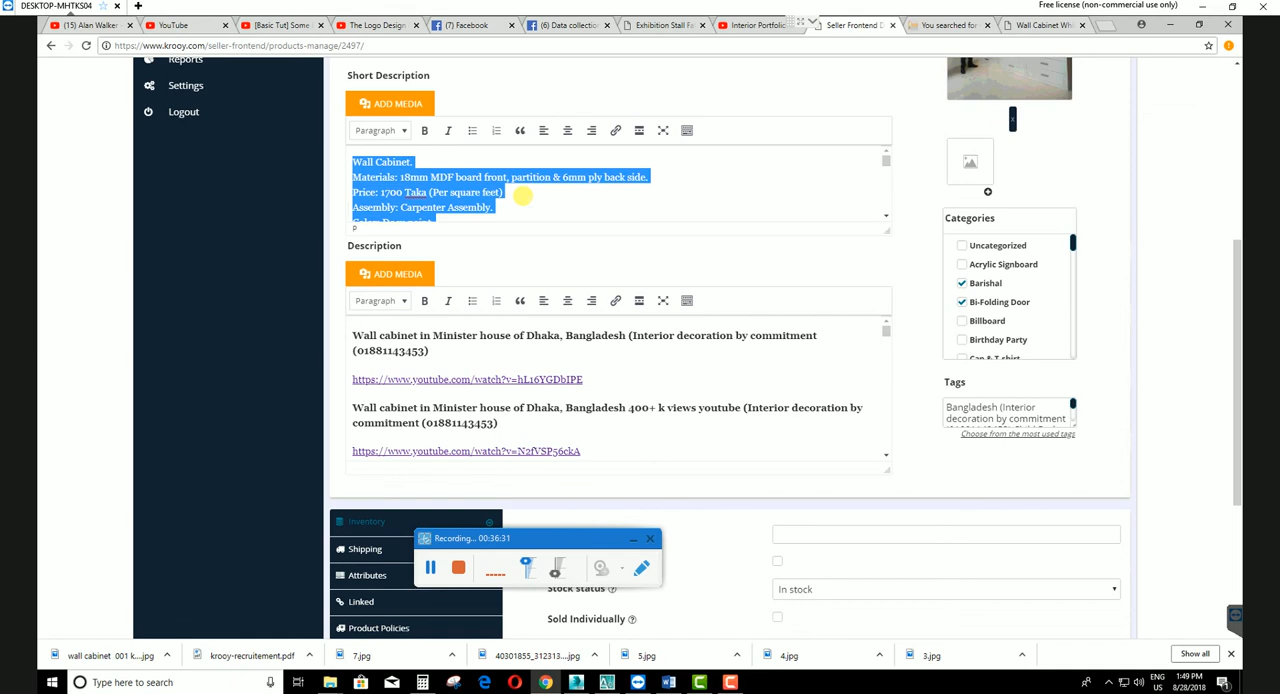 DESKTOP-MHTKS04
Free license (non-commercial use only)
(15) Alan Walker -
YouTube
[Basic Tut] Some
The Logo Design
(7) Facebook
(6) Data collection
Exhibition Stall F
Interior Portfolio
Seller Frontend D
You searched for
Wall Cabinet Whi
https://www.krooy.com/seller-frontend/products-manage/2497/
Reports
Settings
Logout
Short Description
ADD MEDIA
Paragraph
Wall Cabinet.
Materials: 18mm MDF board front, partition & 6mm ply back side.
Price: 1700 Taka (Per square feet)
Assembly: Carpenter Assembly.
P
Description
ADD MEDIA
Paragraph
Wall cabinet in Minister house of Dhaka, Bangladesh (Interior decoration by commitment
(01881143453)
https://www.youtube.com/watch?v=hL16YGDbIPE
Wall cabinet in Minister house of Dhaka, Bangladesh 400+ k views youtube (Interior decoration by
commitment (01881143453)
https://www.youtube.com/watch?v=N2fVSP56ckA
x
Categories
Uncategorized
Acrylic Signboard
Barishal
Bi-Folding Door
Billboard
Birthday Party
Cap & T-shirt
Tags
Bangladesh (Interior
decoration by commitment
Choose from the most used tags
Inventory
Shipping
Attributes
Linked
Product Policies
Recording... 00:36:31
Stock status
In stock
Sold Individually
wall cabinet 001 k....jpg
krooy-recruitement.pdf
7.jpg
40301855_312313....jpg
5.jpg
4.jpg
3.jpg
Show all
Type here to search
ENG
INTL
1:49 PM
8/28/2018